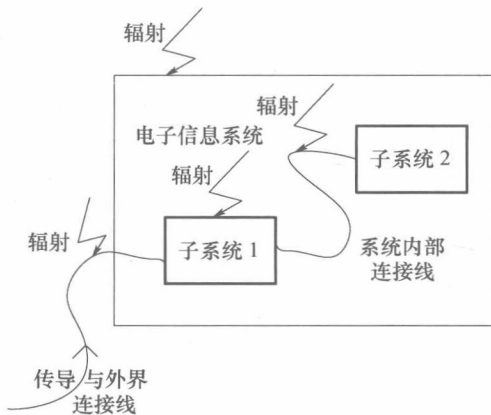 辐射
辐射
电子信息系统
子系统 2
辐射
辐射
子系统 1
系统内部
连接线
传导 与外界
连接线